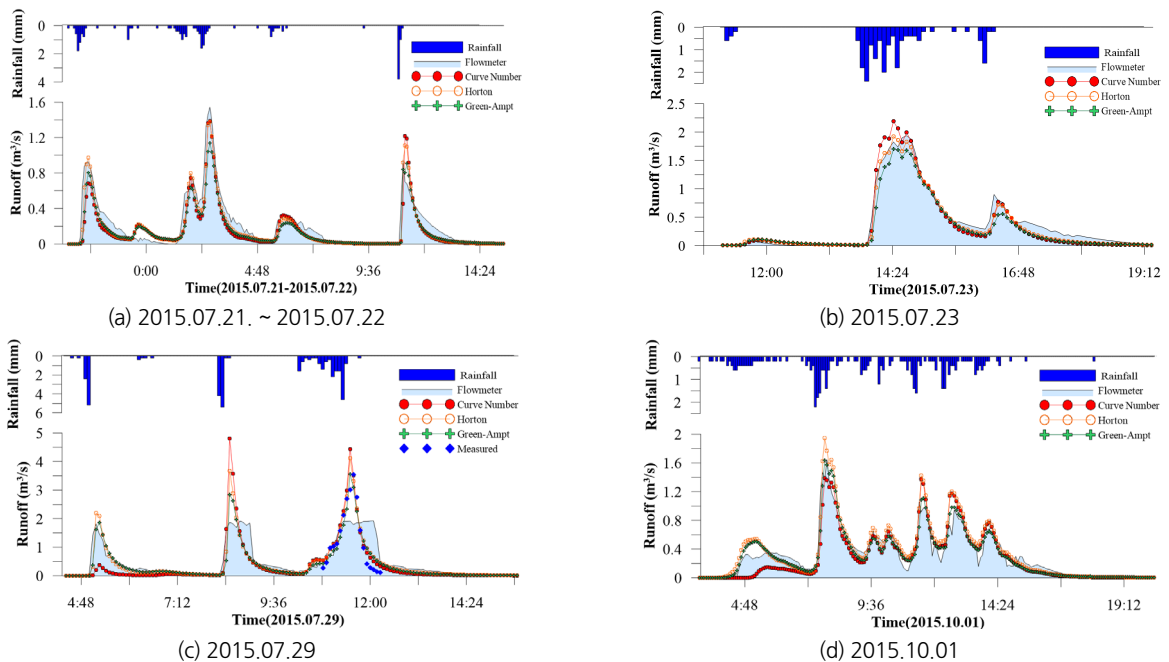 Rainfall (mm)
0
2
4
Rainfall
Flowmeter
Curve Number
Horton
Green-Ampt
Runoff (m³/s)
1.6
1.2
0.8
0.4
0
0:00 4:48 9:36 14:24
Time(2015.07.21-2015.07.22)
(a) 2015.07.21. ~ 2015.07.22
Rainfall (mm)
0
1
2
Rainfall
Flowmeter
Curve Number
Horton
Green-Ampt
Runoff (m³/s)
2.5
2
1.5
1
0.5
0
12:00 14:24 16:48 19:12
Time(2015.07.23)
(b) 2015.07.23
Rainfall (mm)
0
2
4
6
Rainfall
Flowmeter
Curve Number
Horton
Green-Ampt
Measured
Runoff (m³/s)
5
4
3
2
1
0
4:48 7:12 9:36 12:00 14:24
Time(2015.07.29)
(c) 2015.07.29
Rainfall (mm)
0
1
2
Rainfall
Flowmeter
Curve Number
Horton
Green-Ampt
Runoff (m³/s)
2
1.6
1.2
0.8
0.4
0
4:48 9:36 14:24 19:12
Time(2015.10.01)
(d) 2015.10.01